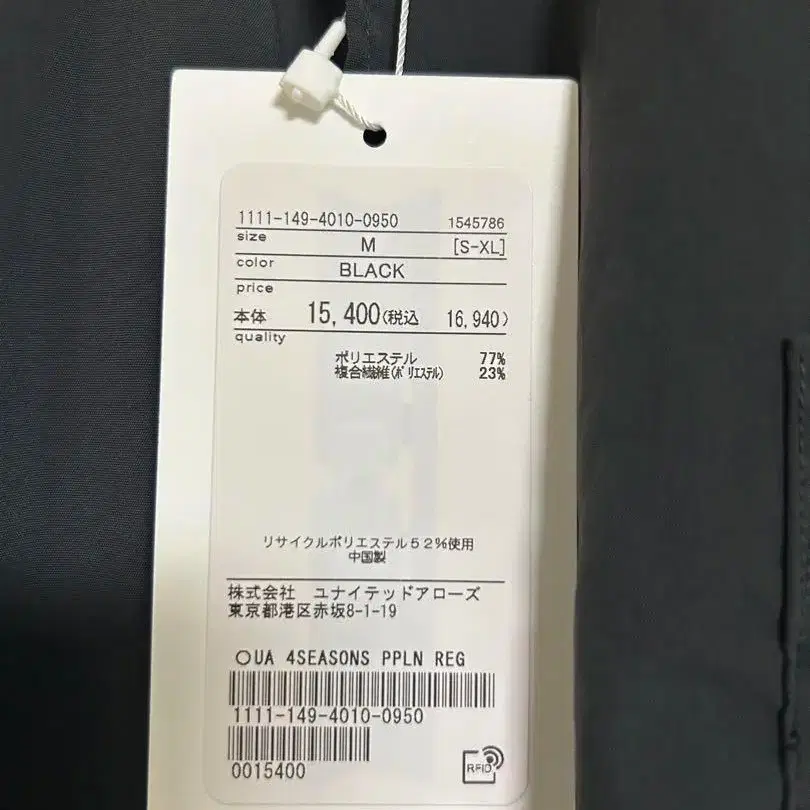 1111-149-4010-0950 1545786
size M [S-XL]
color BLACK
price
本体 15,400(税込 16,940)
quality
ポリエステル 77%
複合繊維(ポリエステル) 23%
リサイクルポリエステル52%使用
中国製
株式会社 ユナイテッドアローズ
東京都港区赤坂8-1-19
○UA 4SEASONS PPLN REG
1111-149-4010-0950
0015400
RFID